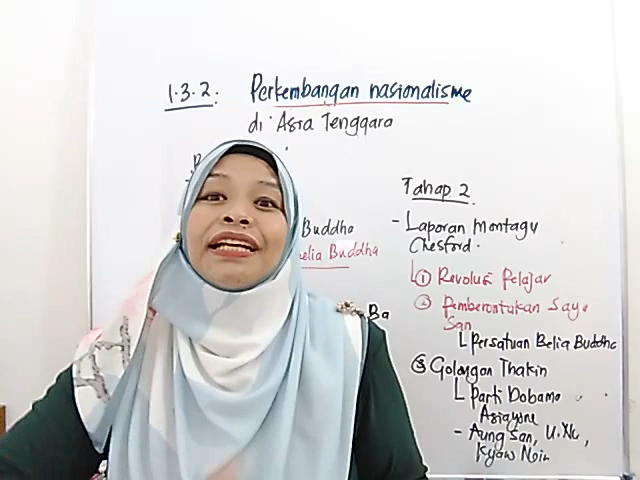 1.3.2: Perkembangan nasionalisme
di Asia Tenggara
Buddha
elia Buddha
Ba
Tahap 2
- Laporan Montagu
Chesford.
① Revolusi Pelajar
② Pemberontakan Saya
San
L Persatuan Belia Buddha
③ Golongan Thakin
L Parti Dobama
Asiayone
- Aung San, U. Nu,
Kyaw Nein